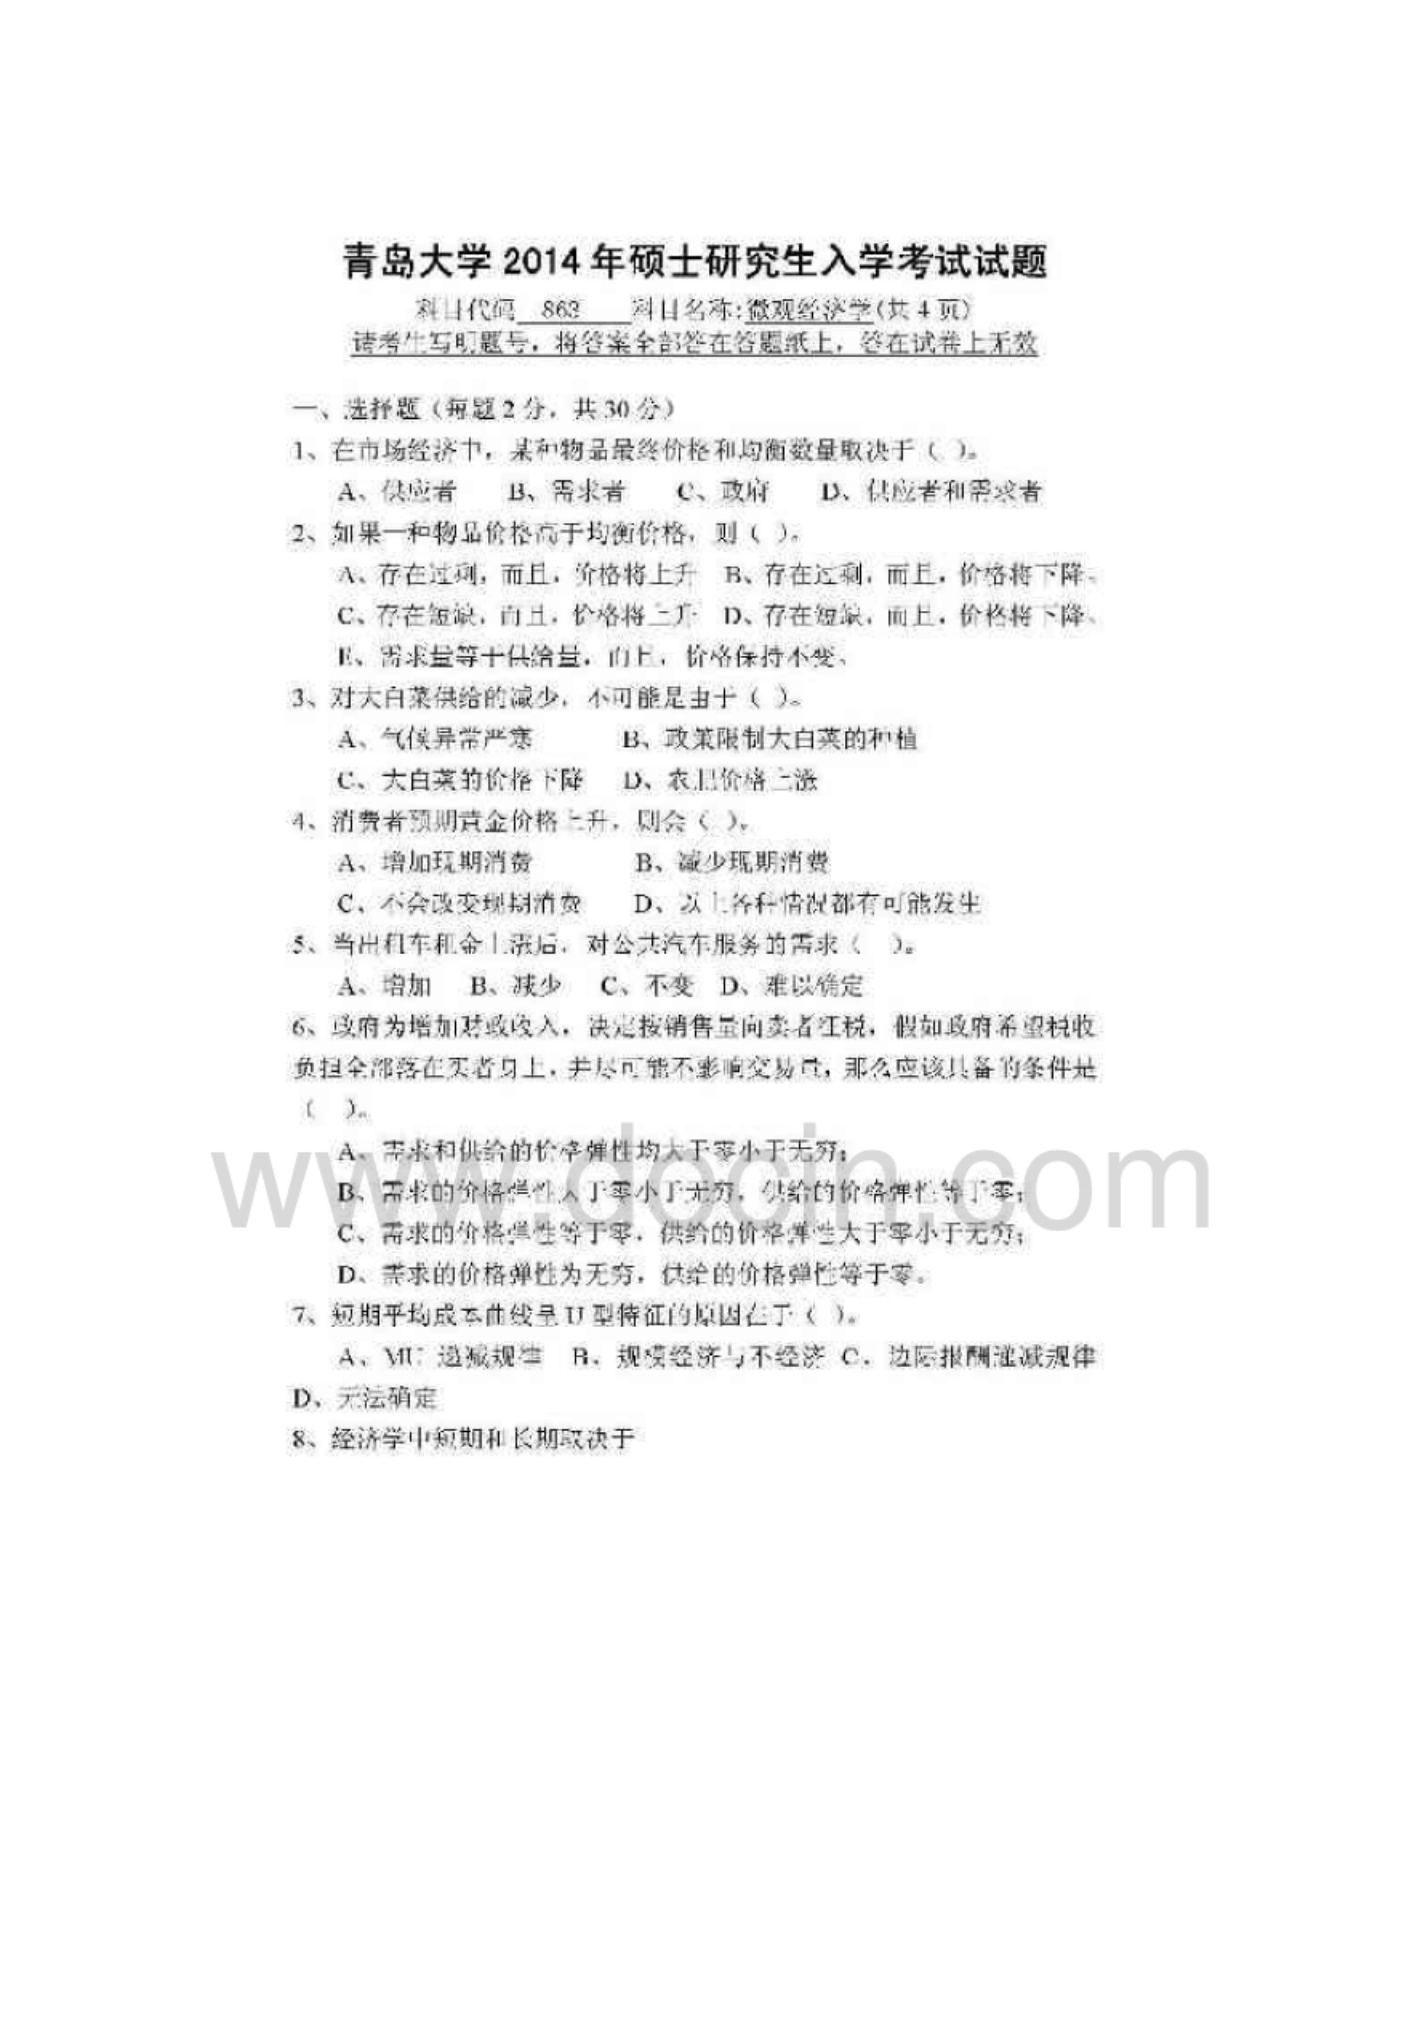 青岛大学 2014 年硕士研究生入学考试试题
科目代码 863 科目名称:微观经济学(共 4 页)
请考生写明题号，将答案全部答在答题纸上，答在试卷上无效
一、选择题（每题 2 分，共 30 分）
1、在市场经济中，某种物品最终价格和均衡数量取决于（ ）。
A、供应者 B、需求者 C、政府 D、供应者和需求者
2、如果一种物品价格高于均衡价格，则（ ）。
A、存在过剩，而且，价格将上升 B、存在过剩，而且，价格将下降。
C、存在短缺，而且，价格将上升 D、存在短缺，而且，价格将下降。
E、需求量等于供给量，而且，价格保持不变。
3、对大白菜供给的减少，不可能是由于（ ）。
A、气候异常严寒 B、政策限制大白菜的种植
C、大白菜的价格下降 D、农肥价格上涨
4、消费者预期黄金价格上升，则会（ ）。
A、增加现期消费 B、减少现期消费
C、不会改变现期消费 D、以上各种情况都有可能发生
5、当出租车租金上涨后，对公共汽车服务的需求（ ）。
A、增加 B、减少 C、不变 D、难以确定
6、政府为增加财政收入，决定按销售量向卖者征税，假如政府希望税收
负担全部落在买者身上，并尽可能不影响交易量，那么应该具备的条件是
（ ）。
A、需求和供给的价格弹性均大于零小于无穷；
B、需求的价格弹性大于零小于无穷，供给的价格弹性等于零；
C、需求的价格弹性等于零，供给的价格弹性大于零小于无穷；
D、需求的价格弹性为无穷，供给的价格弹性等于零。
7、短期平均成本曲线呈 U 型特征的原因在于（ ）。
A、MU 递减规律 B、规模经济与不经济 C、边际报酬递减规律
D、无法确定
8、经济学中短期和长期取决于
www.docin.com